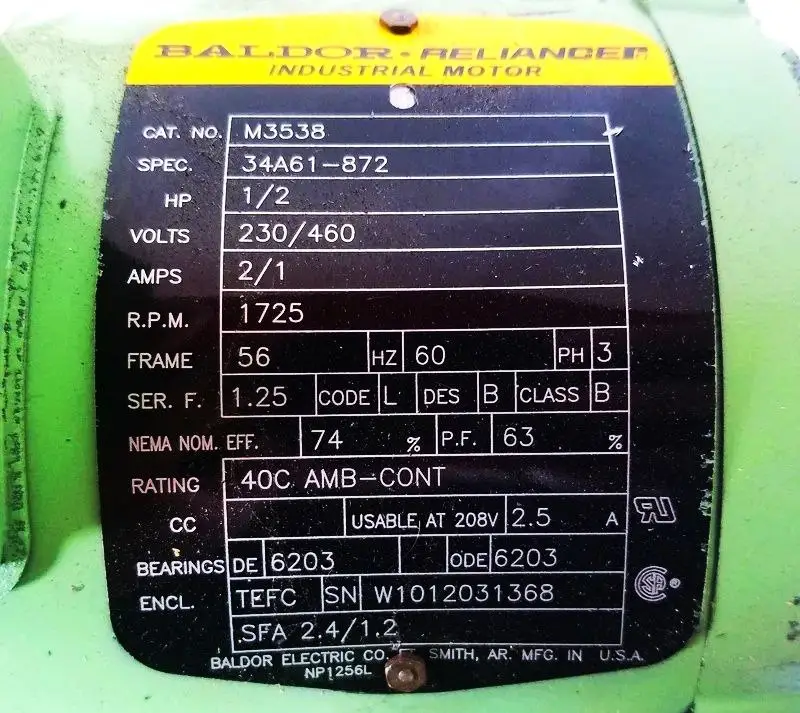 BALDOR • RELIANCER
INDUSTRIAL MOTOR
CAT. NO. M3538
SPEC. 34A61-872
HP 1/2
VOLTS 230/460
AMPS 2/1
R.P.M. 1725
FRAME 56 HZ 60 PH 3
SER. F. 1.25 CODE L DES B CLASS B
NEMA NOM. EFF. 74 % P.F. 63 %
RATING 40C AMB-CONT
CC USABLE AT 208V 2.5 A
BEARINGS DE 6203 ODE 6203
ENCL. TEFC SN W1012031368
SFA 2.4/1.2
BALDOR ELECTRIC CO. SMITH, AR. MFG. IN U.S.A.
NP1256L